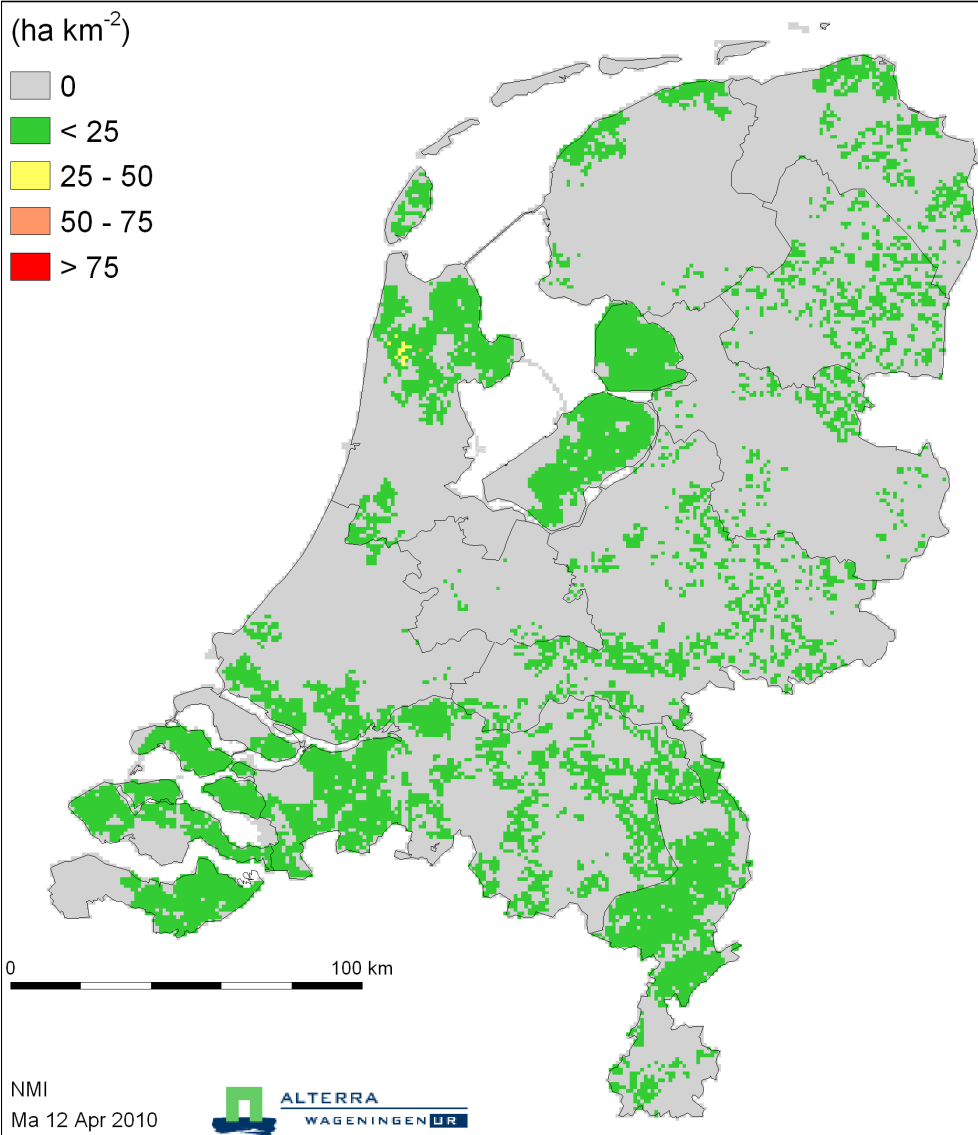 (ha km-2)
0
< 25
25 - 50
50 - 75
> 75
0 100 km
NMI
Ma 12 Apr 2010
ALTERRA
WAGENINGEN UR